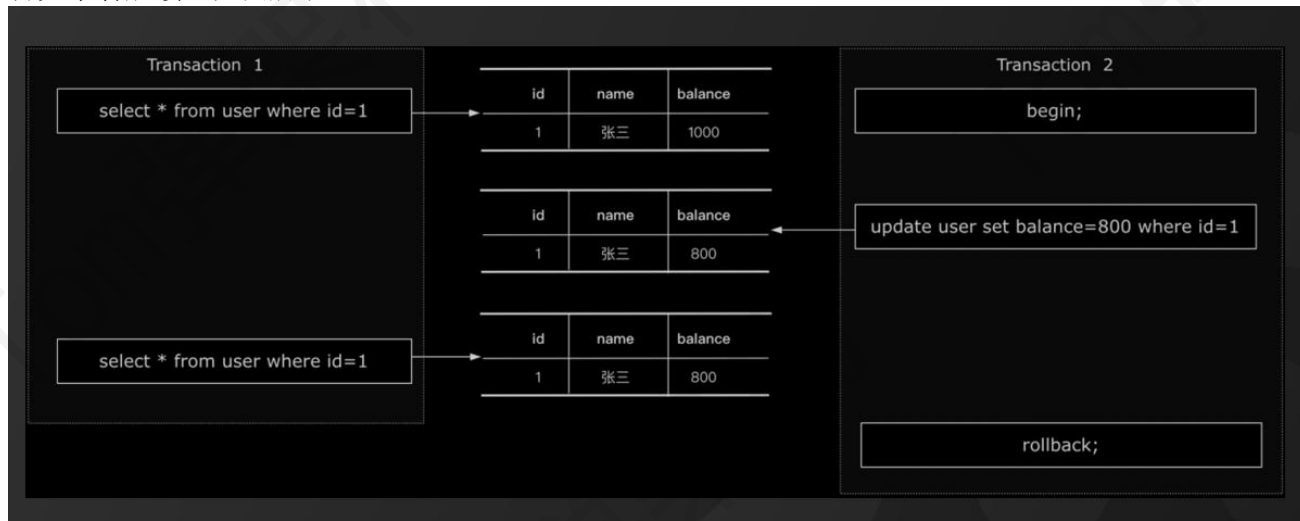 Transaction 1
Transaction 2
select * from user where id=1
id name balance
1 张三 1000
begin;
id name balance
1 张三 800
update user set balance=800 where id=1
select * from user where id=1
id name balance
1 张三 800
rollback;